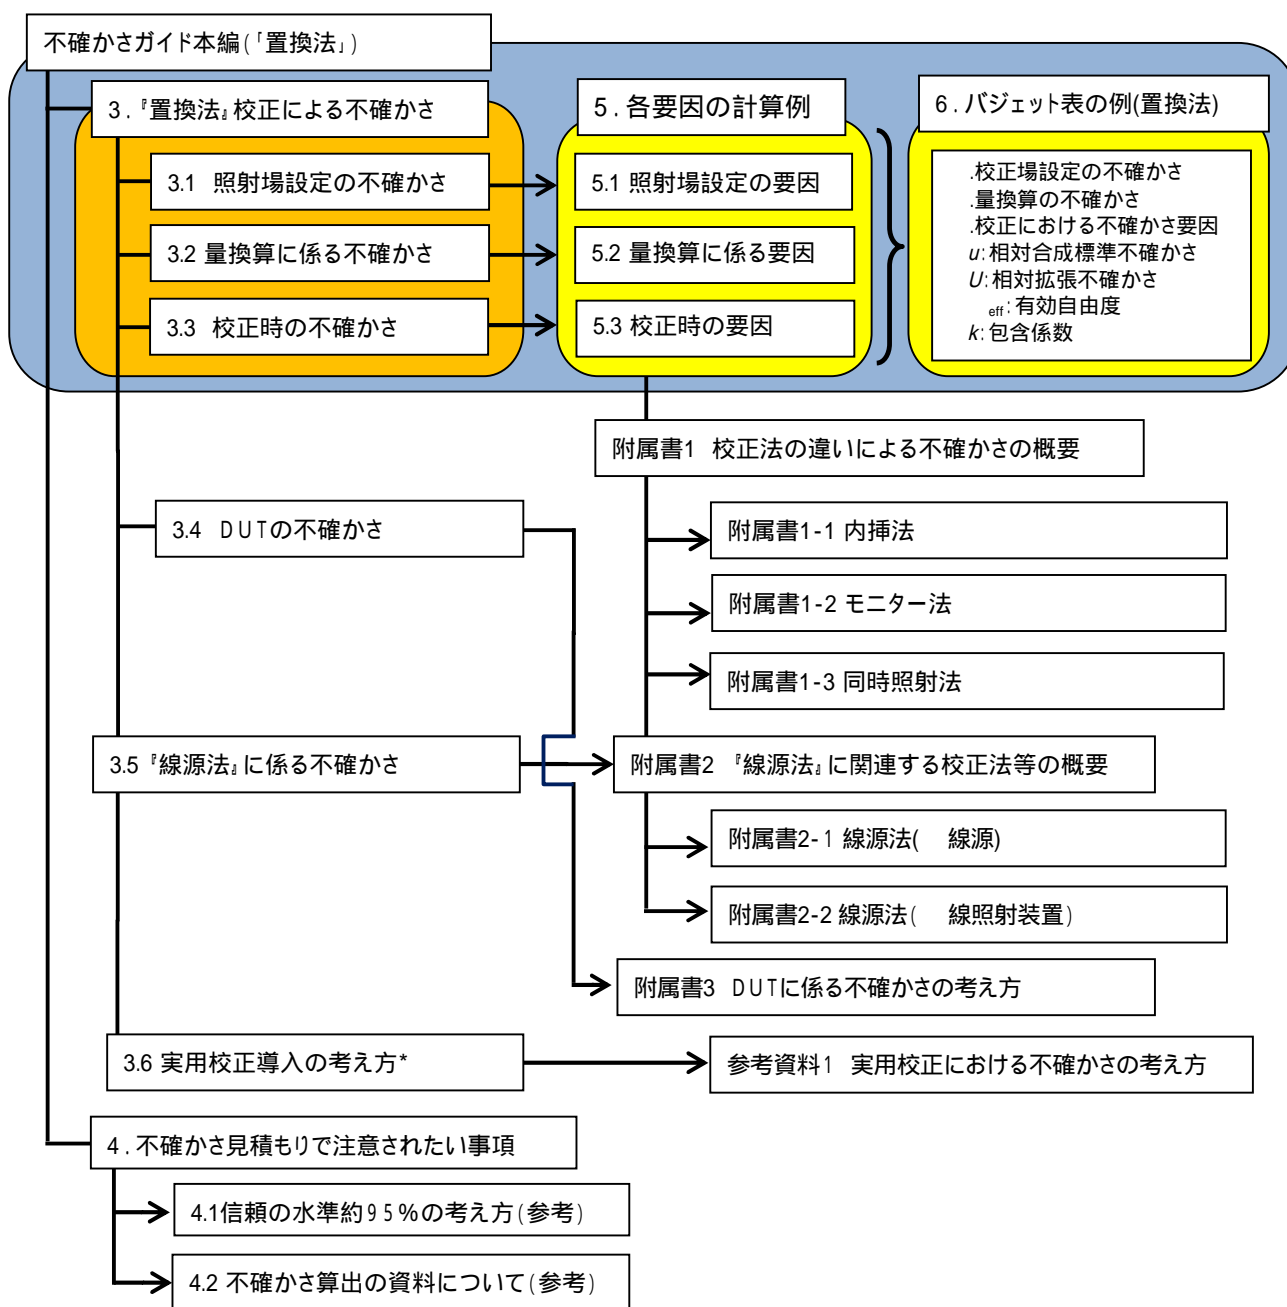 不確かさガイド本編(「置換法」)
3.『置換法』校正による不確かさ
5.各要因の計算例
6.バジェット表の例(置換法)
3.1 照射場設定の不確かさ
5.1 照射場設定の要因
3.2 量換算に係る不確かさ
5.2 量換算に係る要因
3.3 校正時の不確かさ
5.3 校正時の要因
.校正場設定の不確かさ
.量換算の不確かさ
.校正における不確かさ要因
u:相対合成標準不確かさ
U:相対拡張不確かさ
eff:有効自由度
k:包含係数
附属書1 校正法の違いによる不確かさの概要
3.4 DUTの不確かさ
附属書1-1 内挿法
附属書1-2 モニター法
附属書1-3 同時照射法
3.5『線源法』に係る不確かさ
附属書2 『線源法』に関連する校正法等の概要
附属書2-1 線源法( 線源)
附属書2-2 線源法( 線照射装置)
附属書3 DUTに係る不確かさの考え方
3.6 実用校正導入の考え方*
参考資料1 実用校正における不確かさの考え方
4.不確かさ見積もりで注意されたい事項
4.1信頼の水準約95%の考え方(参考)
4.2 不確かさ算出の資料について(参考)